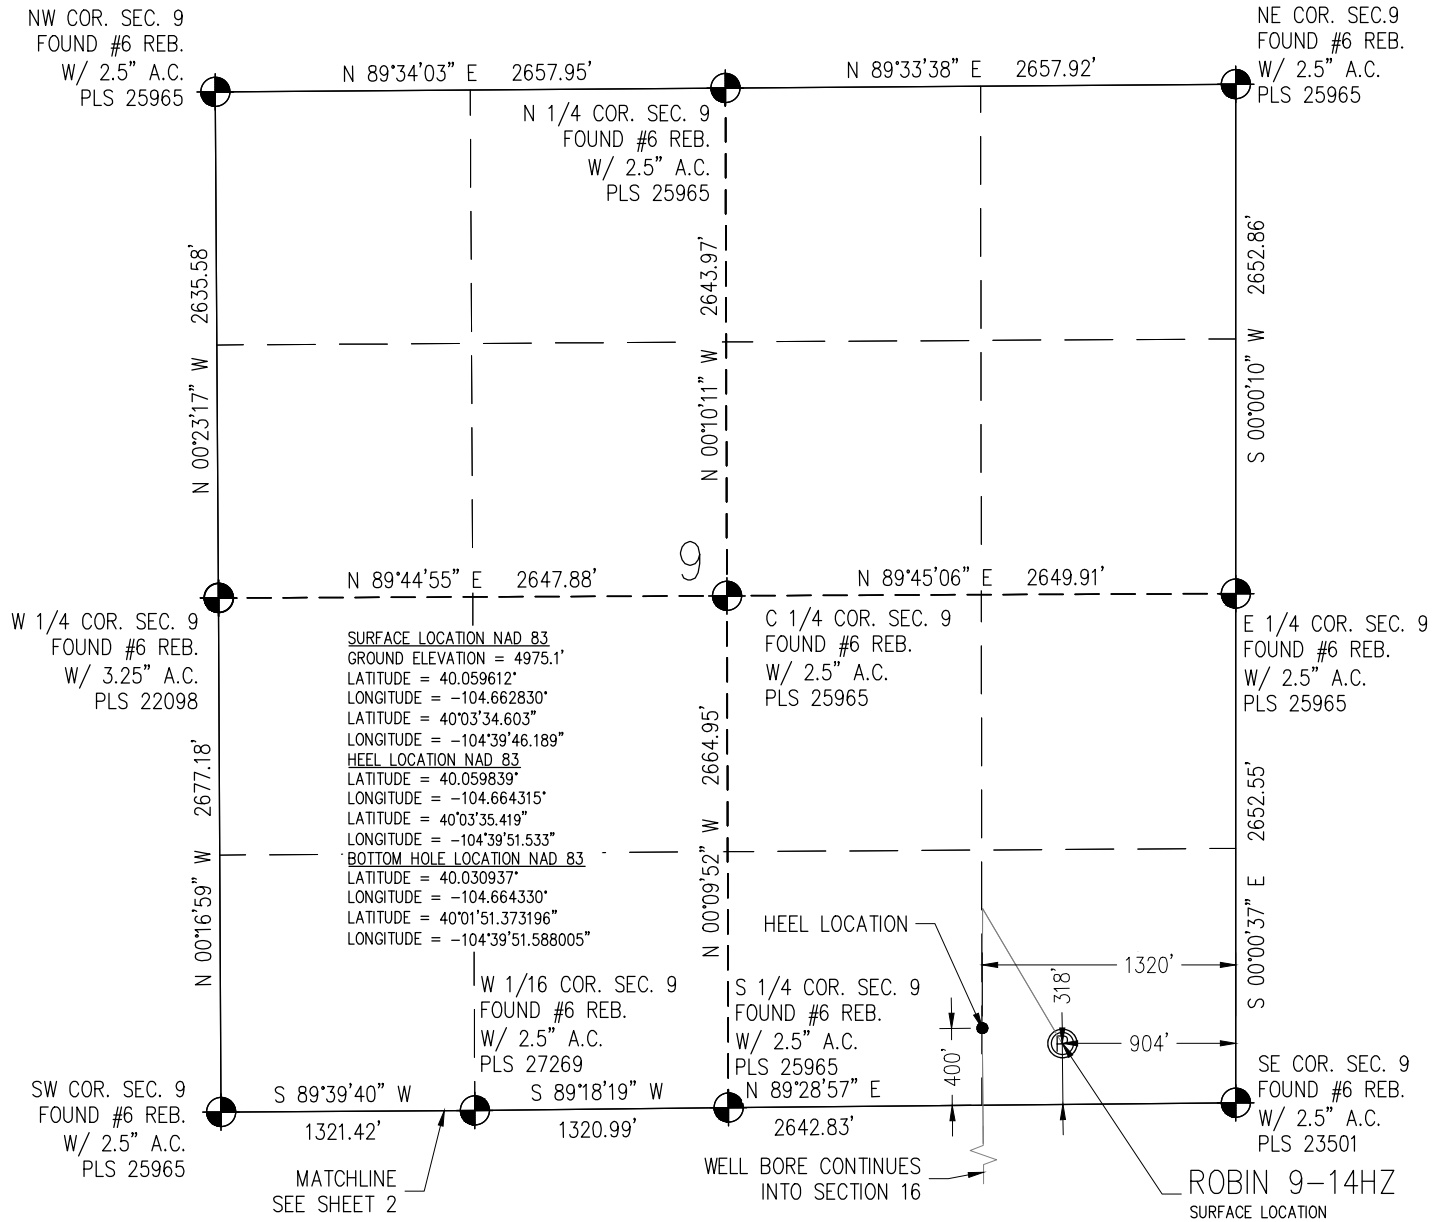 NW COR. SEC. 9
FOUND #6 REB.
W/ 2.5” A.C.
PLS 25965
N 89°34’03” E 2657.95’
N 1/4 COR. SEC. 9
FOUND #6 REB.
W/ 2.5” A.C.
PLS 25965
N 89°33’38” E 2657.92’
NE COR. SEC.9
FOUND #6 REB.
W/ 2.5” A.C.
PLS 25965
N 00°23’17” W 2635.58’
N 00°10’11” W 2643.97’
S 00°00’10” W 2652.86’
9
N 89°44’55” E 2647.88’
N 89°45’06” E 2649.91’
W 1/4 COR. SEC. 9
FOUND #6 REB.
W/ 3.25” A.C.
PLS 22098
C 1/4 COR. SEC. 9
FOUND #6 REB.
W/ 2.5” A.C.
PLS 25965
E 1/4 COR. SEC. 9
FOUND #6 REB.
W/ 2.5” A.C.
PLS 25965
SURFACE LOCATION NAD 83
GROUND ELEVATION = 4975.1’
LATITUDE = 40.059612°
LONGITUDE = -104.662830°
LATITUDE = 40°03’34.603”
LONGITUDE = -104°39’46.189”
HEEL LOCATION NAD 83
LATITUDE = 40.059839°
LONGITUDE = -104.664315°
LATITUDE = 40°03’35.419”
LONGITUDE = -104°39’51.533”
BOTTOM HOLE LOCATION NAD 83
LATITUDE = 40.030937°
LONGITUDE = -104.664330°
LATITUDE = 40°01’51.373196”
LONGITUDE = -104°39’51.588005”
N 00°16’59” W 2677.18’
N 00°09’52” W 2664.95’
S 00°00’37” E 2652.55’
HEEL LOCATION
1320’
318’
904’
400’
W 1/16 COR. SEC. 9
FOUND #6 REB.
W/ 2.5” A.C.
PLS 27269
S 1/4 COR. SEC. 9
FOUND #6 REB.
W/ 2.5” A.C.
PLS 25965
SW COR. SEC. 9
FOUND #6 REB.
W/ 2.5” A.C.
PLS 25965
S 89°39’40” W
1321.42’
S 89°18’19” W
1320.99’
N 89°28’57” E
2642.83’
SE COR. SEC. 9
FOUND #6 REB.
W/ 2.5” A.C.
PLS 23501
MATCHLINE
SEE SHEET 2
WELL BORE CONTINUES
INTO SECTION 16
ROBIN 9-14HZ
SURFACE LOCATION